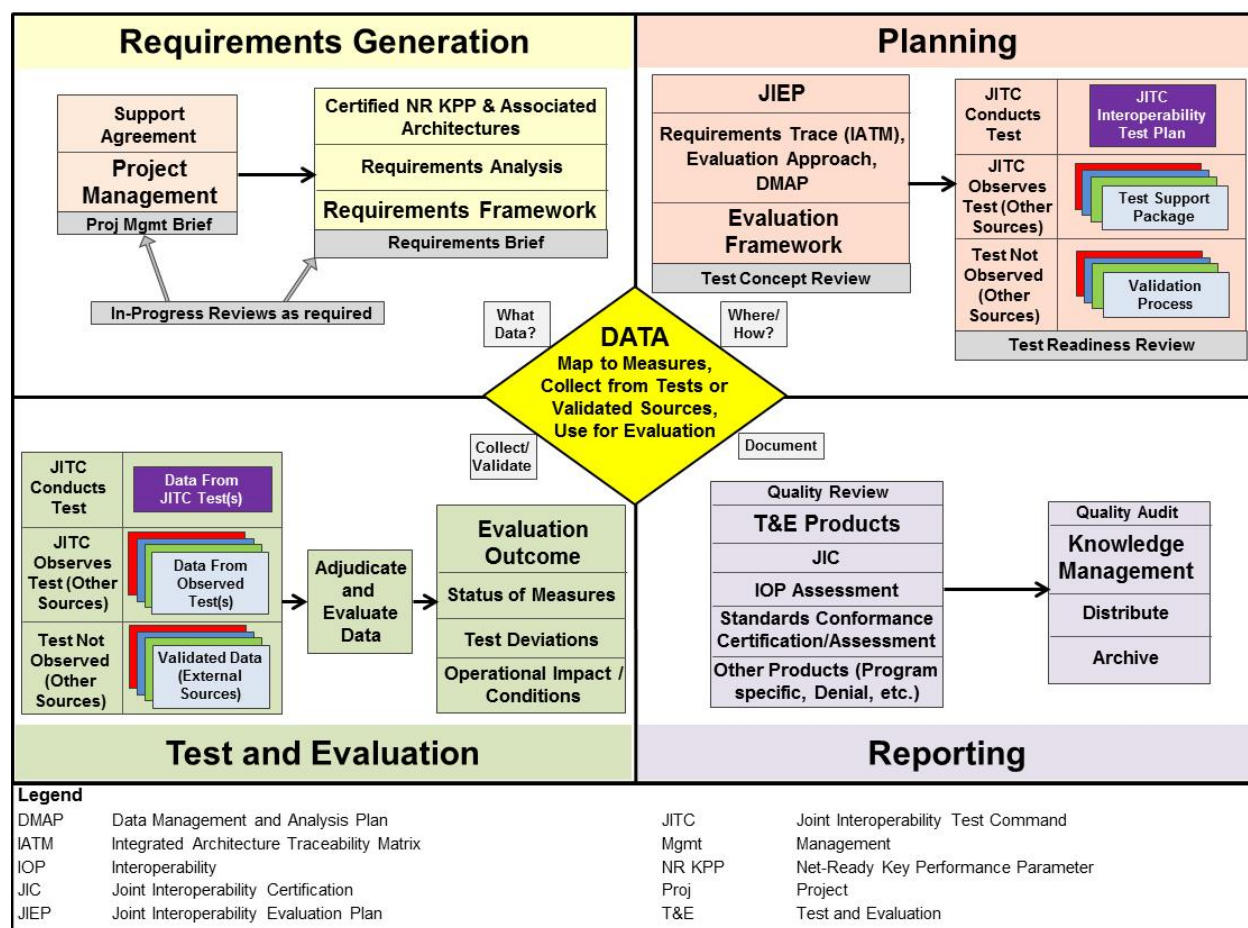 Requirements Generation
Support
Agreement
Project
Management
Proj Mgmt Brief
Certified NR KPP & Associated
Architectures
Requirements Analysis
Requirements Framework
Requirements Brief
In-Progress Reviews as required
Planning
JIEP
Requirements Trace (IATM),
Evaluation Approach,
DMAP
Evaluation
Framework
Test Concept Review
JITC
Conducts
Test
JITC
Interoperability
Test Plan
JITC
Observes
Test (Other
Sources)
Test Support
Package
Test Not
Observed
(Other
Sources)
Validation
Process
Test Readiness Review
What
Data?
Where/
How?
DATA
Map to Measures,
Collect from Tests or
Validated Sources,
Use for Evaluation
Collect/
Validate
Document
JITC
Conducts
Test
Data From
JITC Test(s)
JITC
Observes
Test (Other
Sources)
Data From
Observed
Test(s)
Test Not
Observed
(Other
Sources)
Validated Data
(External
Sources)
Adjudicate
and
Evaluate
Data
Evaluation
Outcome
Status of Measures
Test Deviations
Operational Impact /
Conditions
Test and Evaluation
Quality Review
T&E Products
JIC
IOP Assessment
Standards Conformance
Certification/Assessment
Other Products (Program
specific, Denial, etc.)
Quality Audit
Knowledge
Management
Distribute
Archive
Reporting
Legend
DMAP Data Management and Analysis Plan
IATM Integrated Architecture Traceability Matrix
IOP Interoperability
JIC Joint Interoperability Certification
JIEP Joint Interoperability Evaluation Plan
JITC Joint Interoperability Test Command
Mgmt Management
NR KPP Net-Ready Key Performance Parameter
Proj Project
T&E Test and Evaluation